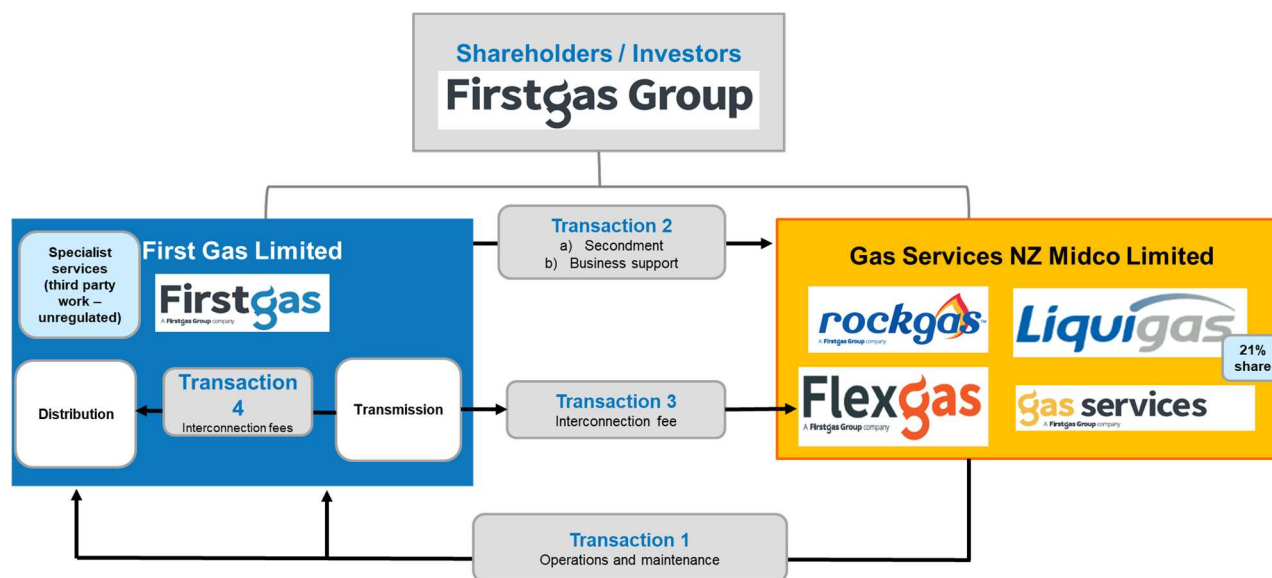 Shareholders / Investors
Firstgas Group
First Gas Limited
Specialist
services
(third party
work –
unregulated)
Firstgas
A Firstgas Group company
Distribution
Transaction
4
Interconnection fees
Transmission
Transaction 2
a) Secondment
b) Business support
Transaction 3
Interconnection fee
Gas Services NZ Midco Limited
rockgas™
A Firstgas Group company
Liquigas
21%
share
Flexgas
A Firstgas Group company
gas services
A Firstgas Group company
Transaction 1
Operations and maintenance